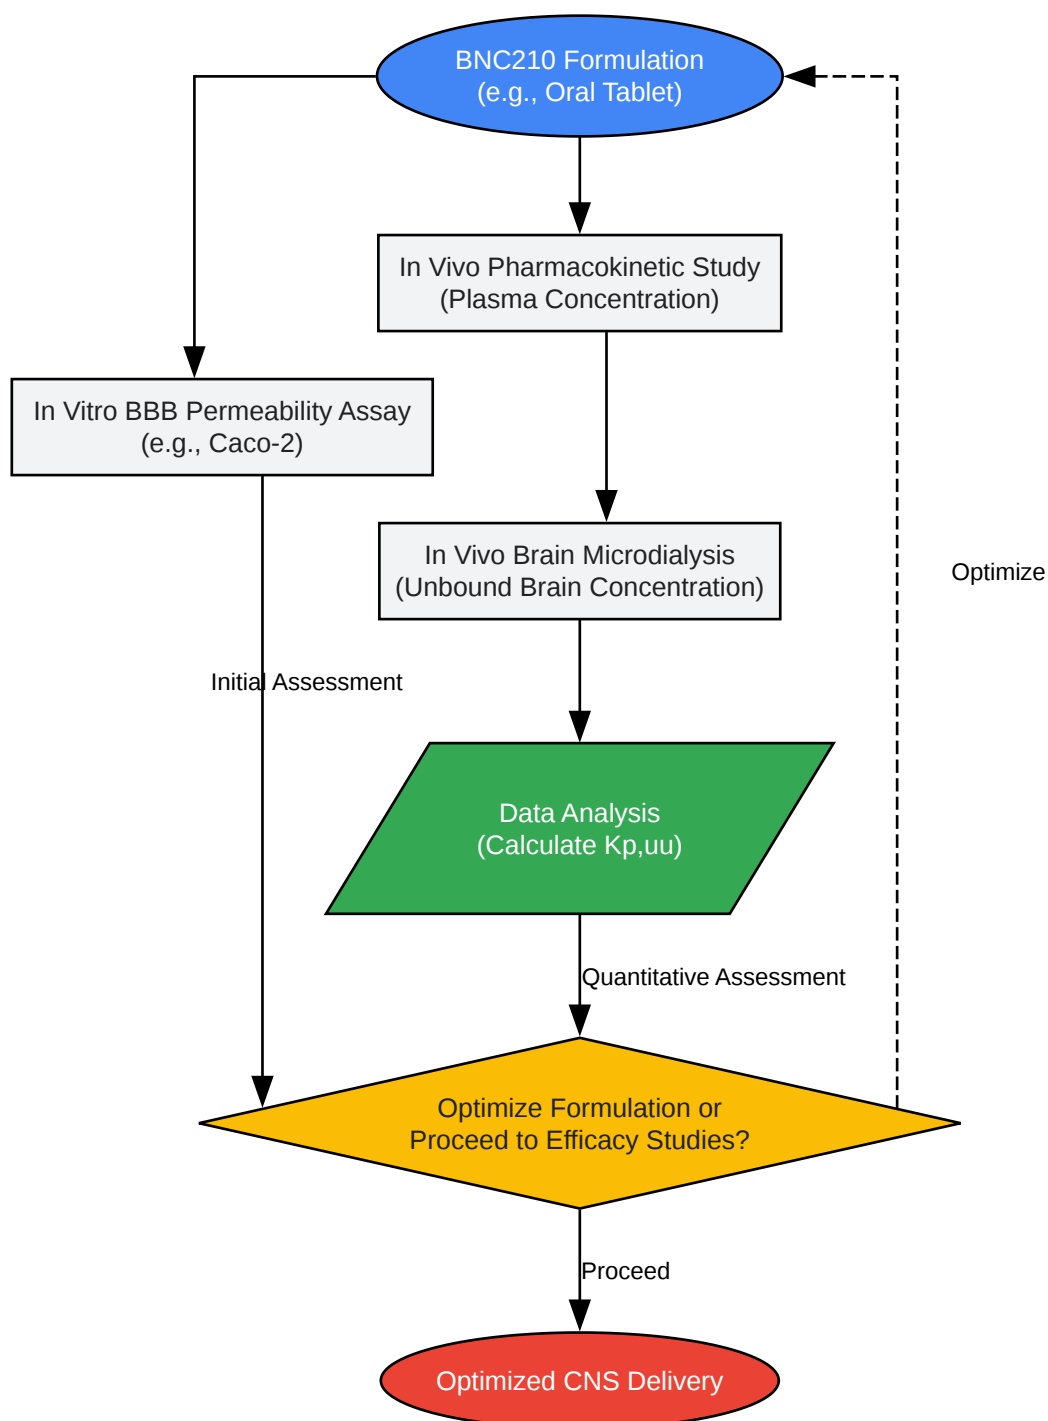 BNC210 Formulation
(e.g., Oral Tablet)
In Vivo Pharmacokinetic Study
(Plasma Concentration)
In Vitro BBB Permeability Assay
(e.g., Caco-2)
In Vivo Brain Microdialysis
(Unbound Brain Concentration)
Optimize
Initial Assessment
Data Analysis
(Calculate Kp,uu)
Quantitative Assessment
Optimize Formulation or
Proceed to Efficacy Studies?
Proceed
Optimized CNS Delivery